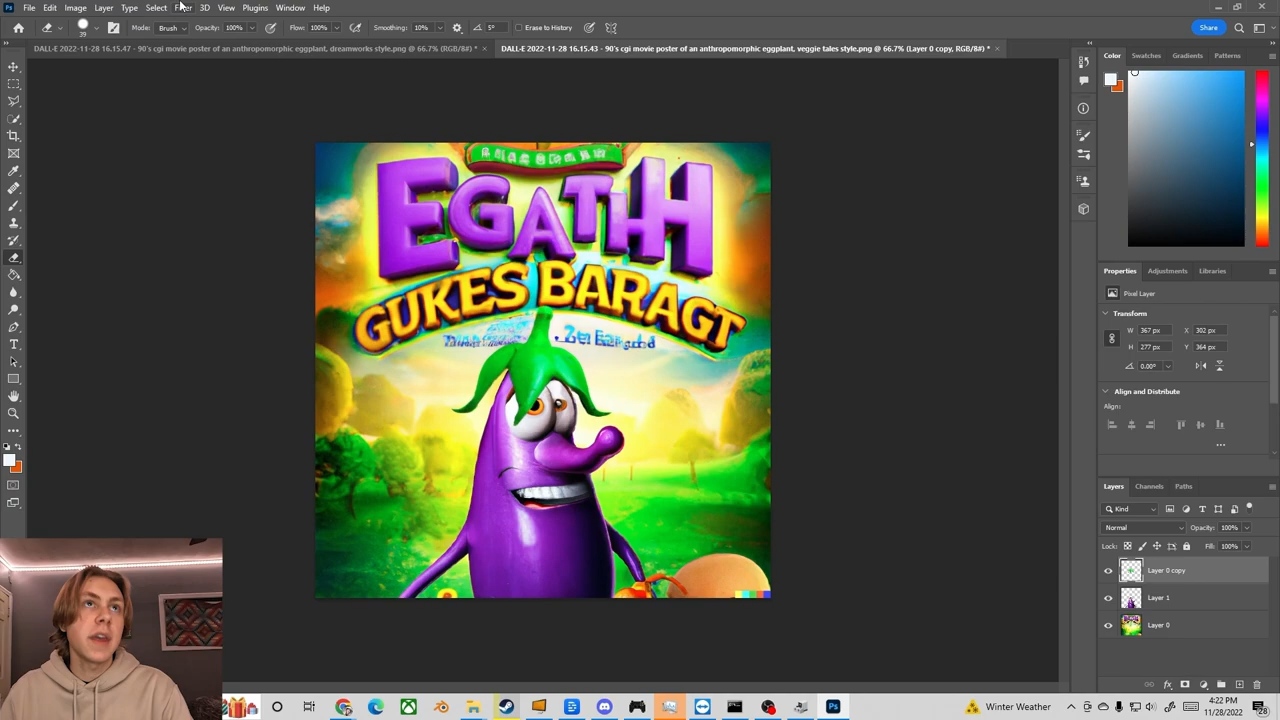 File Edit Image Layer Type Select Filter 3D View Plugins Window Help
Mode: Brush Opacity: 100% Flow: 100% Smoothing: 10% 5° Erase to History Share
39
DALL·E 2022-11-28 16.15.47 - 90's cgi movie poster of an anthropomorphic eggplant, dreamworks style.png @ 66.7% (RGB/8#) * × DALL·E 2022-11-28 16.15.43 - 90's cgi movie poster of an anthropomorphic eggplant, veggie tales style.png @ 66.7% (Layer 0 copy, RGB/8#) * ×
Color Swatches Gradients Patterns
EGATHH
GUKES BARAGT
Properties Adjustments Libraries
Pixel Layer
Transform
W 367 px X 302 px
H 277 px Y 364 px
0.00°
Align and Distribute
Align:
Layers Channels Paths
Kind
Normal Opacity: 100%
Lock: Fill: 100%
Layer 0 copy
Layer 1
Layer 0
fx
Winter Weather
4:22 PM
11/28/2022
28